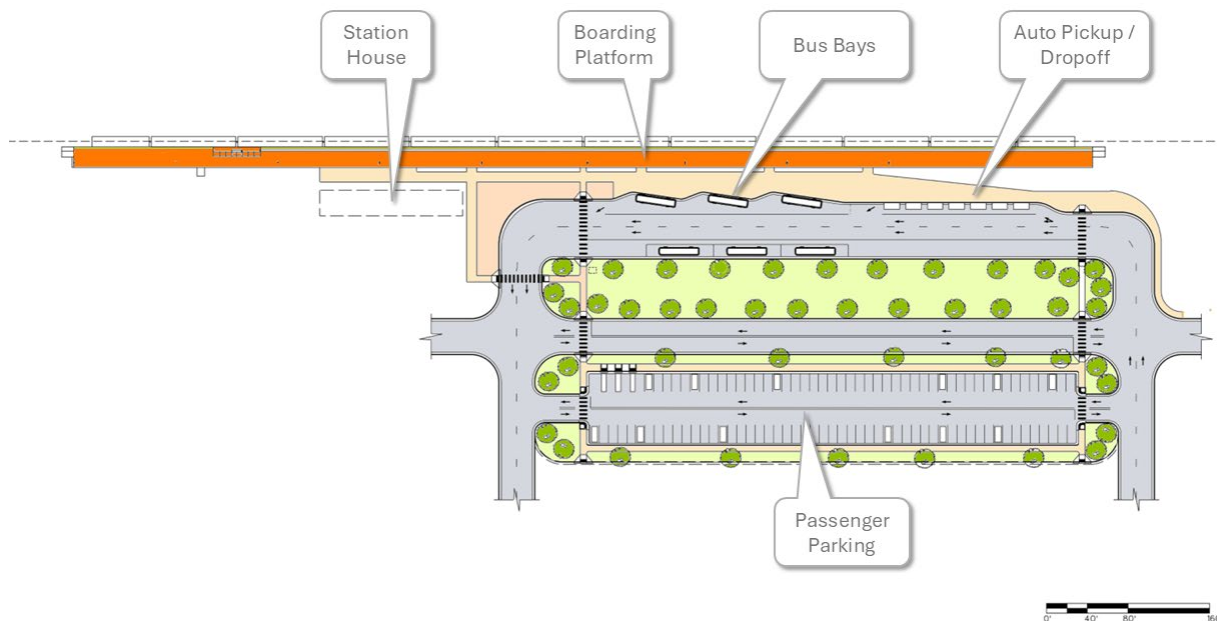 Station
House
Boarding
Platform
Bus Bays
Auto Pickup /
Dropoff
Passenger
Parking
0' 40' 80'